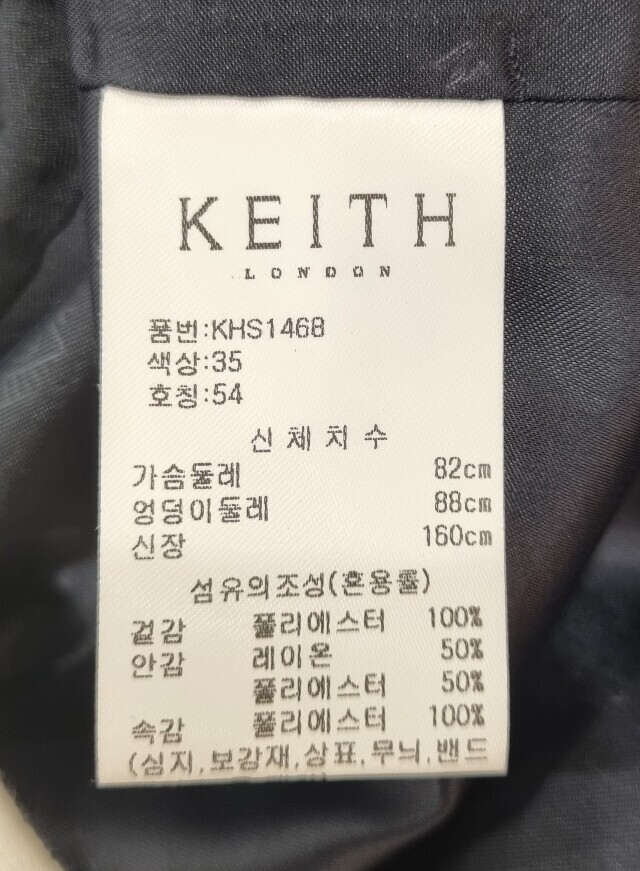 KEITH
LONDON
품번:KHS1468
색상:35
호칭:54
신체치수
가슴둘레 82cm
엉덩이둘레 88cm
신장 160cm
섬유의조성(혼용률)
겉감 폴리에스터 100%
안감 레이온 50%
폴리에스터 50%
속감 폴리에스터 100%
(심지,보강재,상표,무늬,밴드